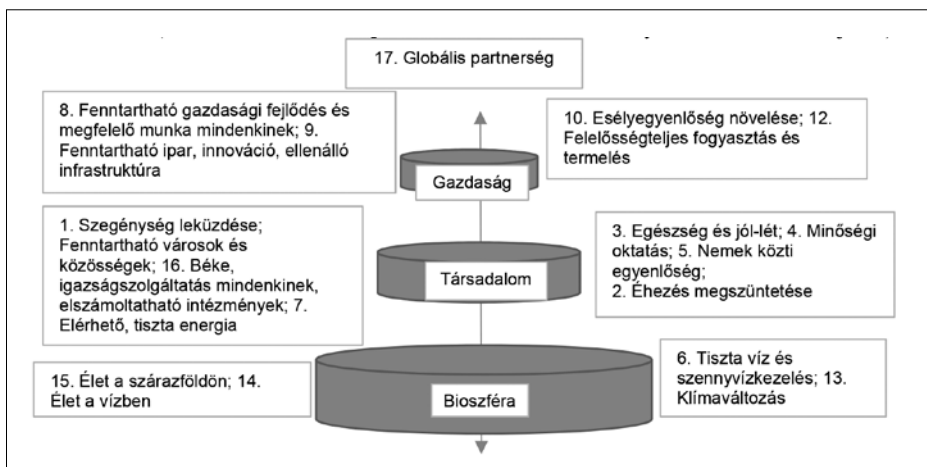 17. Globális partnerség
8. Fenntartható gazdasági fejlődés és
megfelelő munka mindenkinek; 9.
Fenntartható ipar, innováció, ellenálló
infrastruktúra
10. Esélyegyenlőség növelése; 12.
Felelősségteljes fogyasztás és
termelés
Gazdaság
1. Szegénység leküzdése;
Fenntartható városok és
közösségek; 16. Béke,
igazságszolgáltatás mindenkinek,
elszámoltatható intézmények; 7.
Elérhető, tiszta energia
3. Egészség és jól-lét; 4. Minőségi
oktatás; 5. Nemek közti
egyenlőség;
2. Éhezés megszüntetése
Társadalom
15. Élet a szárazföldön; 14.
Élet a vízben
6. Tiszta víz és
szennyvízkezelés; 13.
Klímaváltozás
Bioszféra